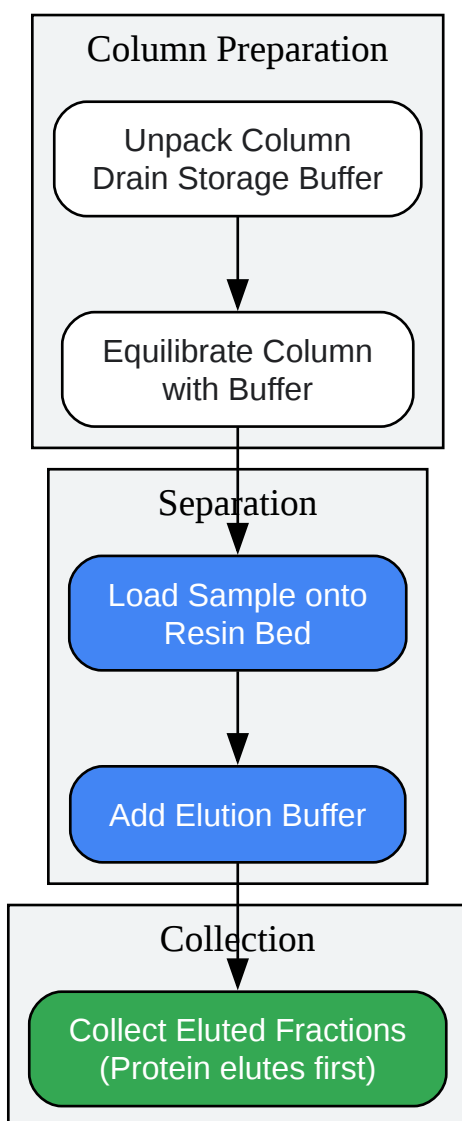 Column Preparation
Unpack Column
Drain Storage Buffer
Equilibrate Column
with Buffer
Separation
Load Sample onto
Resin Bed
Add Elution Buffer
Collection
Collect Eluted Fractions
(Protein elutes first)